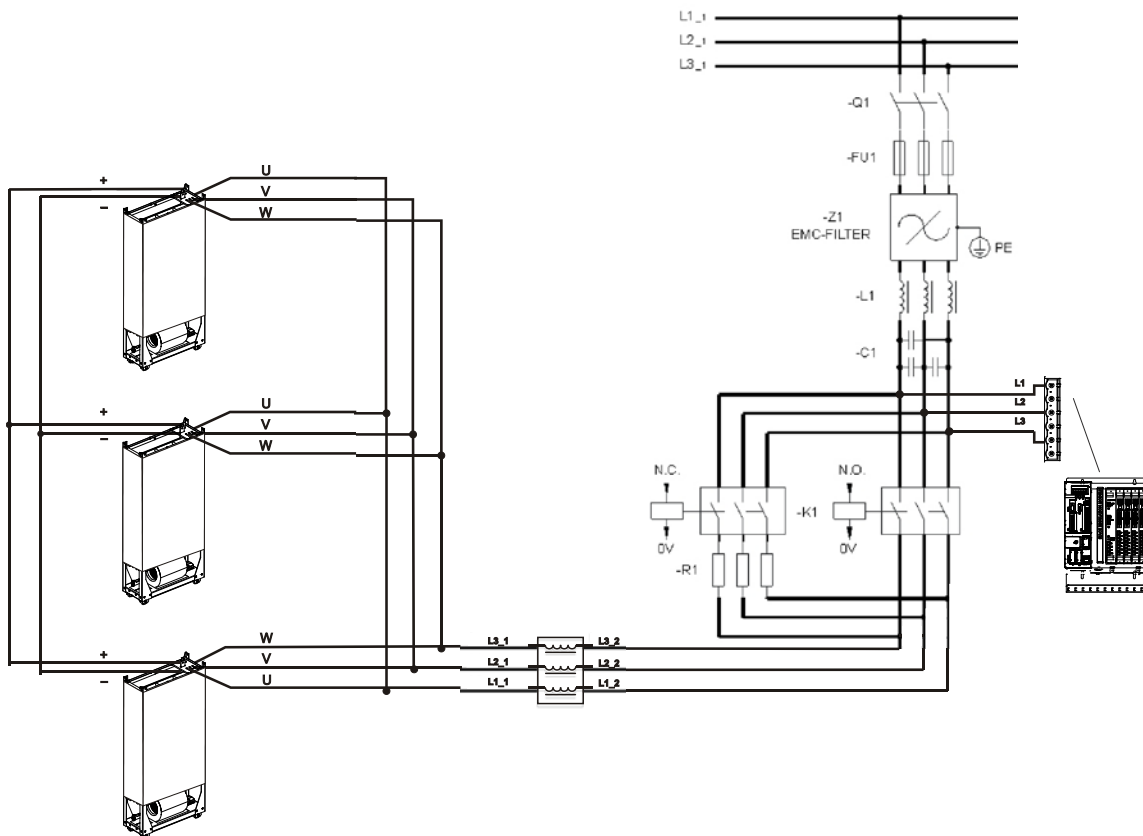 L1_1
L2_1
L3_1
-Q1
-FU1
-Z1
EMC-FILTER
PE
-L1
-C1
L1
L2
L3
N.C.
N.O.
-K1
0V
0V
-R1
+
–
U
V
W
+
–
U
V
W
+
–
W
V
U
L3_1
L3_2
L2_1
L2_2
L1_1
L1_2